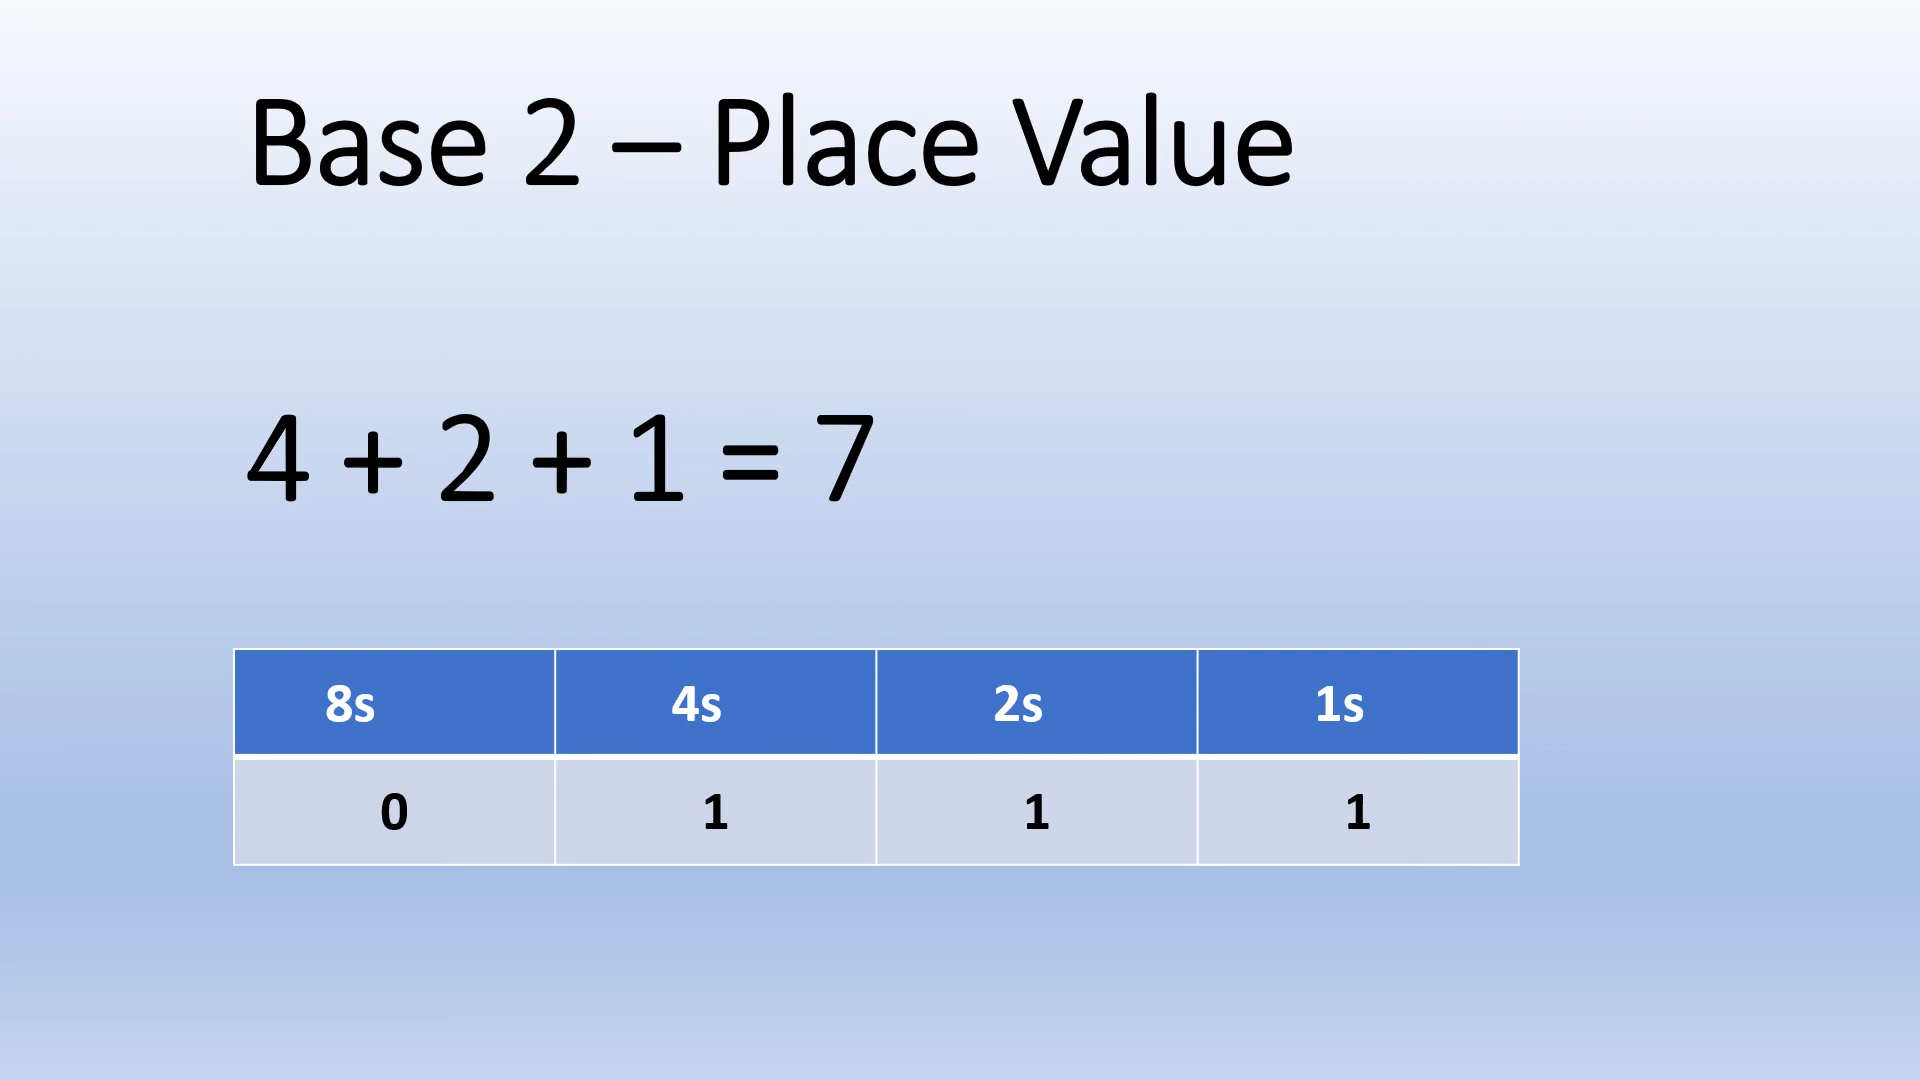 Base 2 – Place Value
4 + 2 + 1 = 7
8s 4s 2s 1s
0 1 1 1